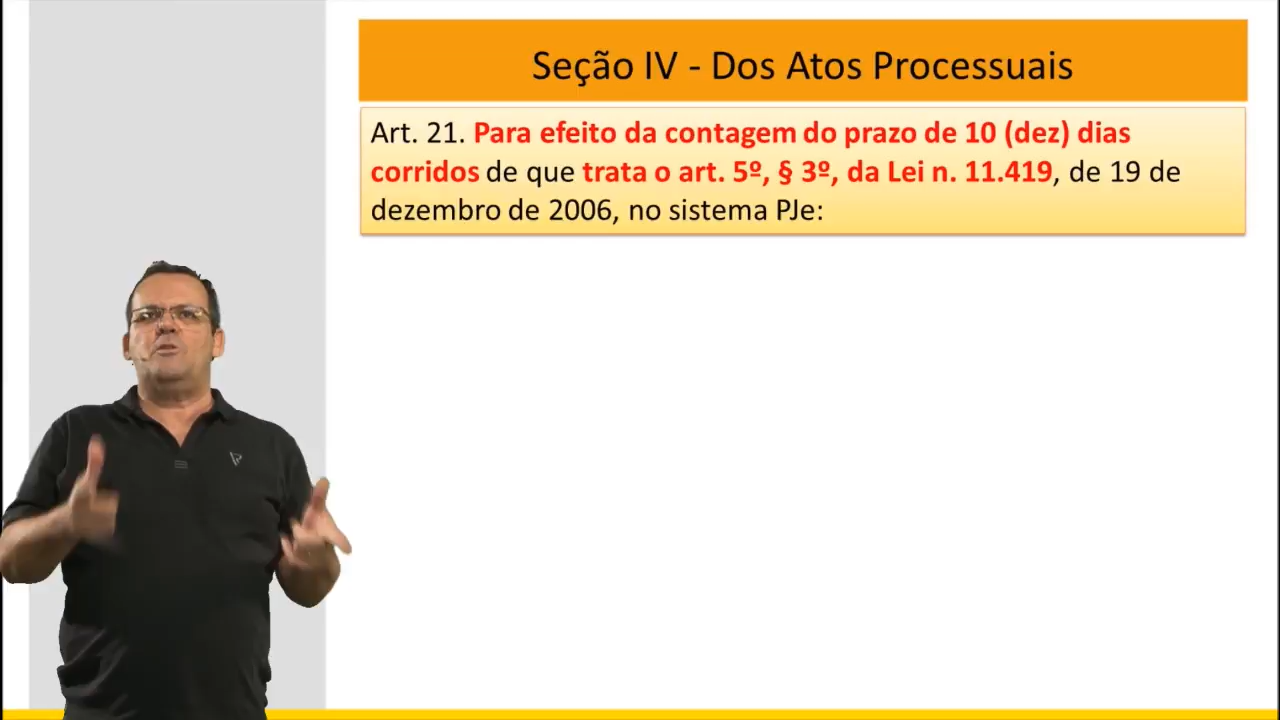 Seção IV - Dos Atos Processuais
Art. 21. Para efeito da contagem do prazo de 10 (dez) dias
corridos de que trata o art. 5º, § 3º, da Lei n. 11.419, de 19 de
dezembro de 2006, no sistema PJe: